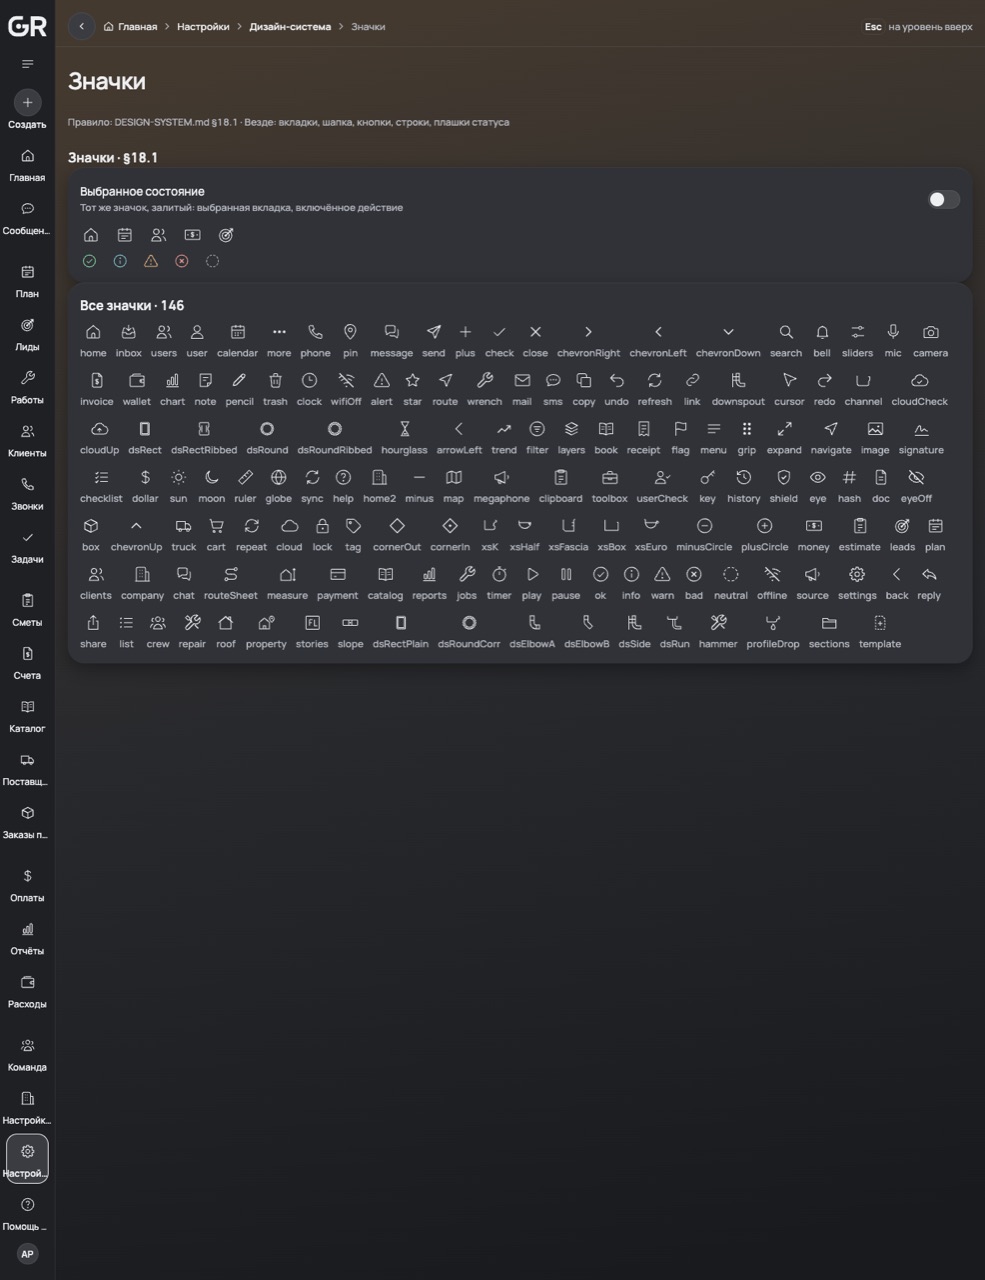 GR
Главная
Настройки
Дизайн-система
Значки
Esc на уровень вверх
Создать
Главная
Сообщен...
План
Лиды
Работы
Клиенты
Звонки
Задачи
Сметы
Счета
Каталог
Поставщ...
Заказы п...
Оплаты
Отчёты
Расходы
Команда
Настройк...
Настрой...
Помощь ...
AP
Значки
Правило: DESIGN-SYSTEM.md §18.1 · Везде: вкладки, шапка, кнопки, строки, плашки статуса
Значки · §18.1
Выбранное состояние
Тот же значок, залитый: выбранная вкладка, включённое действие
Все значки · 146
home inbox users user calendar more phone pin message send plus check close chevronRight chevronLeft chevronDown search bell sliders mic camera
invoice wallet chart note pencil trash clock wifiOff alert star route wrench mail sms copy undo refresh link downspout cursor redo channel cloudCheck
cloudUp dsRect dsRectRibbed dsRound dsRoundRibbed hourglass arrowLeft trend filter layers book receipt flag menu grip expand navigate image signature
checklist dollar sun moon ruler globe sync help home2 minus map megaphone clipboard toolbox userCheck key history shield eye hash doc eyeOff
box chevronUp truck cart repeat cloud lock tag cornerOut cornerIn xsK xsHalf xsFascia xsBox xsEuro minusCircle plusCircle money estimate leads plan
clients company chat routeSheet measure payment catalog reports jobs timer play pause ok info warn bad neutral offline source settings back reply
share list crew repair roof property stories slope dsRectPlain dsRoundCorr dsElbowA dsElbowB dsSide dsRun hammer profileDrop sections template
FL